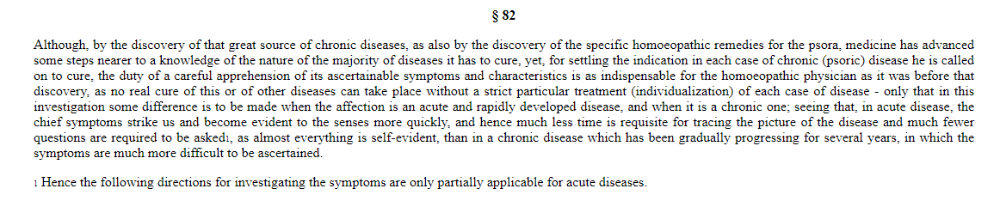 § 82
Although, by the discovery of that great source of chronic diseases, as also by the discovery of the specific homoeopathic remedies for the psora, medicine has advanced
some steps nearer to a knowledge of the nature of the majority of diseases it has to cure, yet, for settling the indication in each case of chronic (psoric) disease he is called
on to cure, the duty of a careful apprehension of its ascertainable symptoms and characteristics is as indispensable for the homoeopathic physician as it was before that
discovery, as no real cure of this or of other diseases can take place without a strict particular treatment (individualization) of each case of disease - only that in this
investigation some difference is to be made when the affection is an acute and rapidly developed disease, and when it is a chronic one; seeing that, in acute disease, the
chief symptoms strike us and become evident to the senses more quickly, and hence much less time is requisite for tracing the picture of the disease and much fewer
questions are required to be asked1, as almost everything is self-evident, than in a chronic disease which has been gradually progressing for several years, in which the
symptoms are much more difficult to be ascertained.
1 Hence the following directions for investigating the symptoms are only partially applicable for acute diseases.